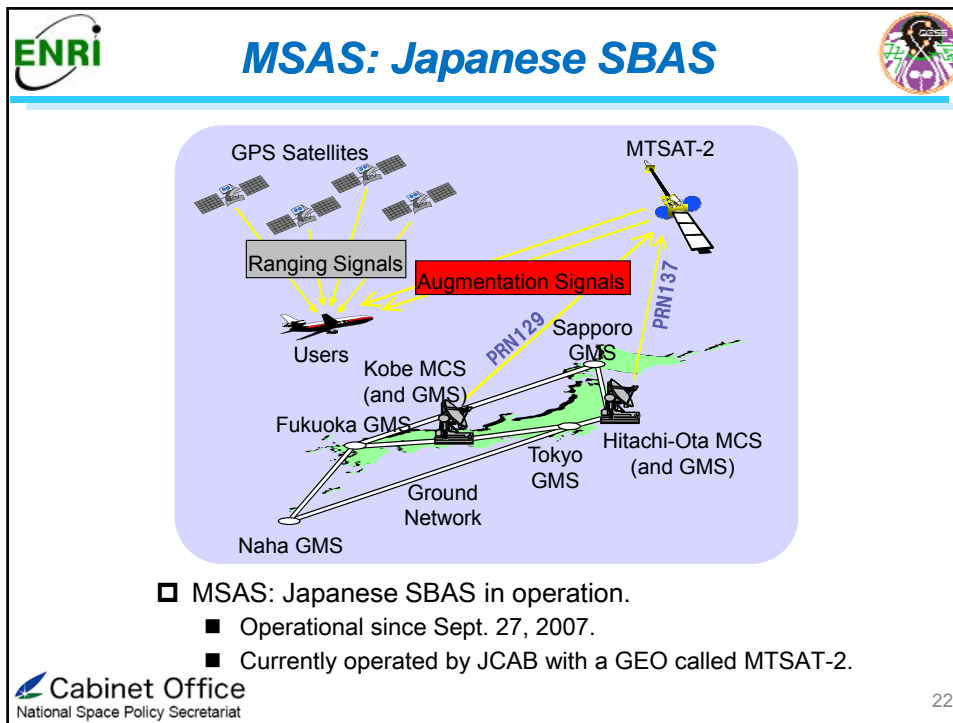 ENRI
MSAS: Japanese SBAS
QZSS
GPS Satellites
MTSAT-2
Ranging Signals
Augmentation Signals
PRN137
PRN129
Users
Sapporo
GMS
Kobe MCS
(and GMS)
Fukuoka GMS
Hitachi-Ota MCS
(and GMS)
Tokyo
GMS
Ground
Network
Naha GMS
MSAS: Japanese SBAS in operation.
Operational since Sept. 27, 2007.
Currently operated by JCAB with a GEO called MTSAT-2.
Cabinet Office
National Space Policy Secretariat
22